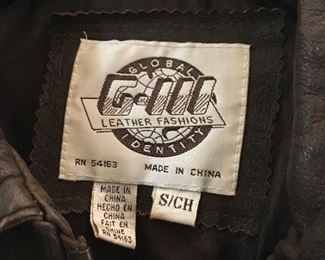 GLOBAL
G-III
LEATHER FASHIONS
IDENTITY
RN 54163 MADE IN CHINA
MADE IN
CHINA
HECHO EN
CHINA
FAIT EN
CHINE
RN 54163
S/CH